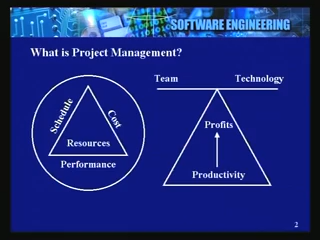 SOFTWARE ENGINEERING
What is Project Management?
Team
Technology
Schedule
Cost
Resources
Performance
Profits
Productivity
2